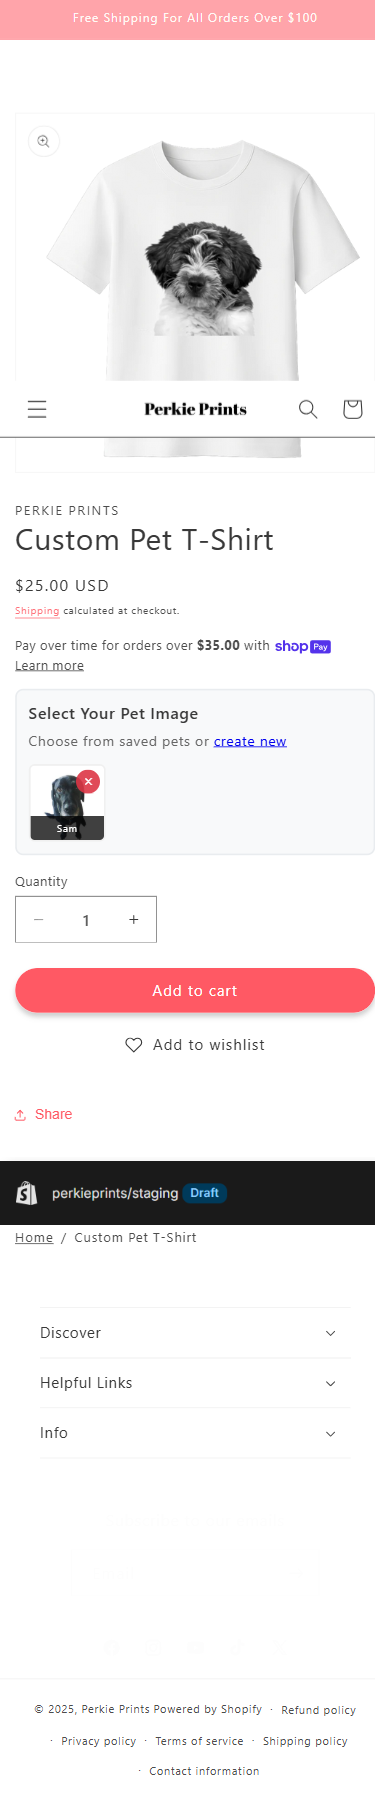 Free Shipping For All Orders Over $100
Perkie Prints
PERKIE PRINTS
Custom Pet T-Shirt
$25.00 USD
Shipping calculated at checkout.
Pay over time for orders over $35.00 with shop Pay
Learn more
Select Your Pet Image
Choose from saved pets or create new
Sam
Quantity
1
Add to cart
Add to wishlist
Share
perkieprints/staging Draft
Home / Custom Pet T-Shirt
Discover
Helpful Links
Info
© 2025, Perkie Prints Powered by Shopify · Refund policy
· Privacy policy · Terms of service · Shipping policy
· Contact information